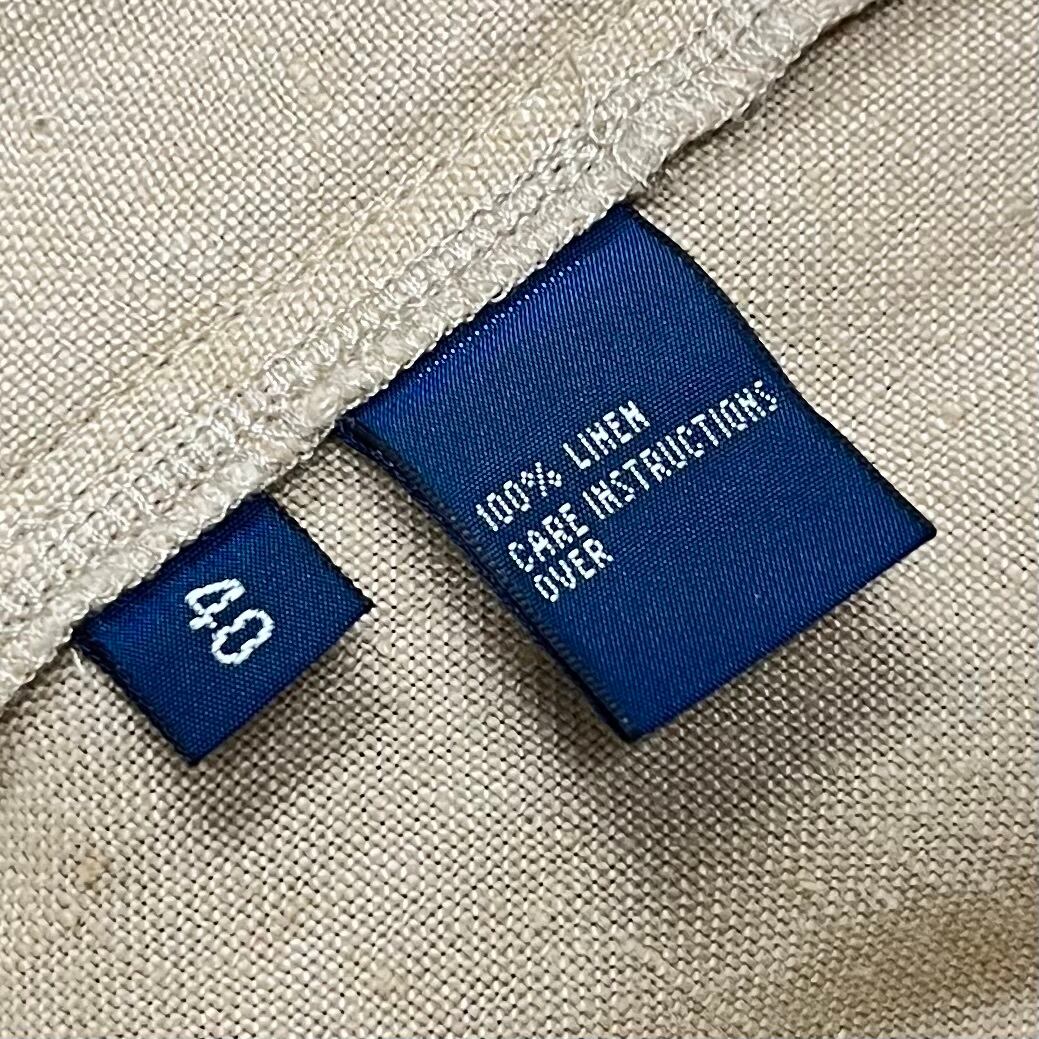 40
100% LINEN
CARE INSTRUCTIONS
OVER